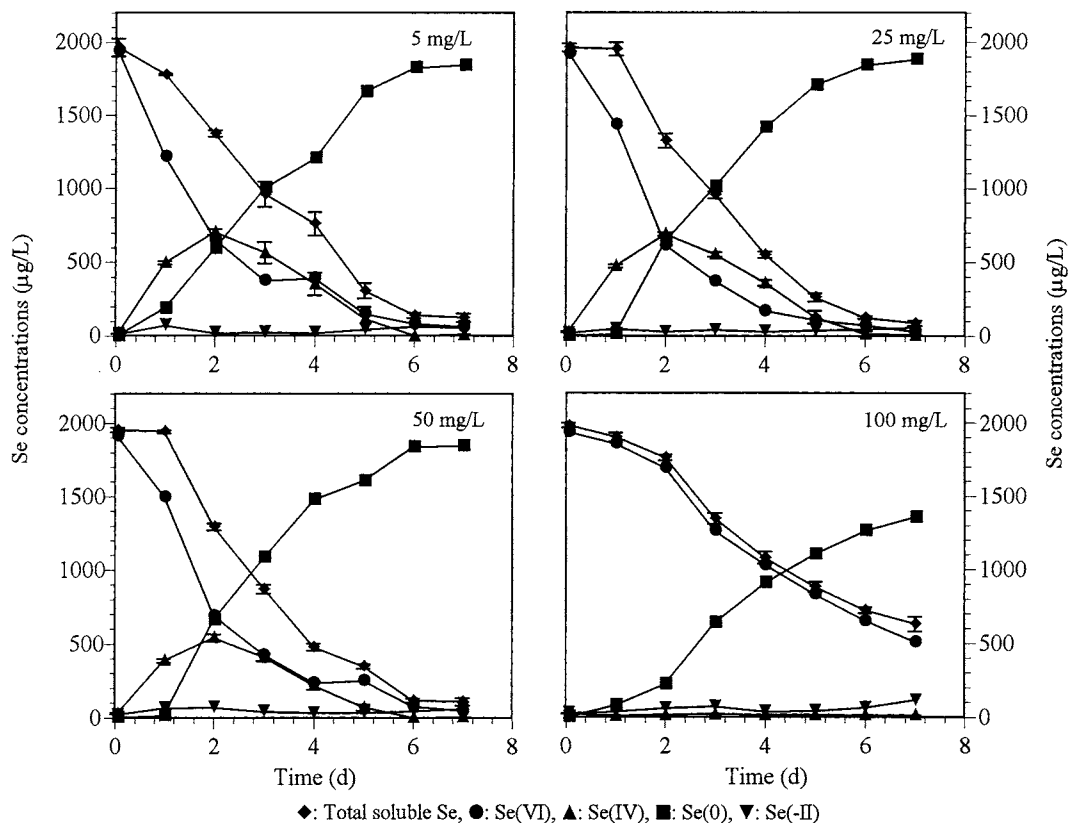 5 mg/L
25 mg/L
2000
2000
1500
1500
1000
1000
500
500
0
0
0 2 4 6 8
0 2 4 6 8
Se concentrations (µg/L)
Se concentrations (µg/L)
50 mg/L
100 mg/L
2000
2000
1500
1500
1000
1000
500
500
0
0
0 2 4 6 8
0 2 4 6 8
Time (d)
Time (d)
◆: Total soluble Se, ●: Se(VI), ▲: Se(IV), ■: Se(0), ▼: Se(-II)